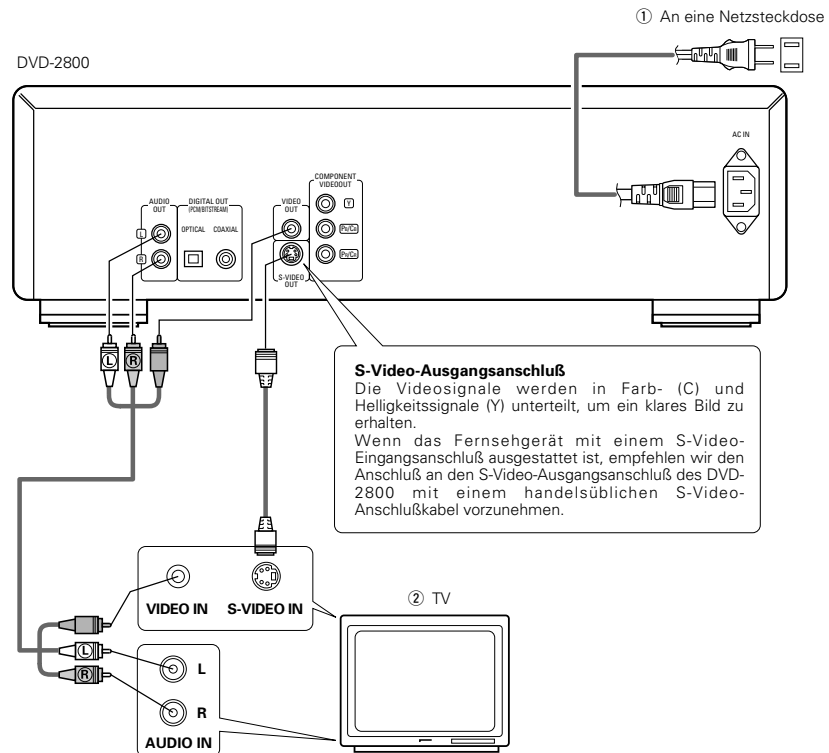 ① An eine Netzsteckdose
DVD-2800
AC IN
COMPONENT
VIDEOOUT
AUDIO
OUT
DIGITAL OUT
(PCM/BITSTREAM)
VIDEO
OUT
Y
L
OPTICAL
COAXIAL
PB/CB
R
PR/CR
S-VIDEO
OUT
L
R
S-Video-Ausgangsanschluß
Die Videosignale werden in Farb- (C) und
Helligkeitssignale (Y) unterteilt, um ein klares Bild zu
erhalten.
Wenn das Fernsehgerät mit einem S-Video-
Eingangsanschluß ausgestattet ist, empfehlen wir den
Anschluß an den S-Video-Ausgangsanschluß des DVD-
2800 mit einem handelsüblichen S-Video-
Anschlußkabel vorzunehmen.
VIDEO IN
S-VIDEO IN
② TV
L
L
R
R
AUDIO IN